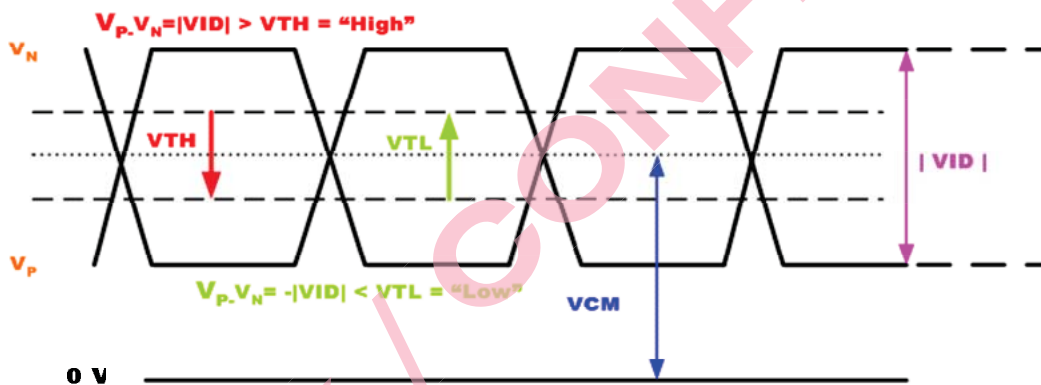 VP-VN=|VID| > VTH = “High”
VN
VTH
VTL
| VID |
VP
VP-VN= -|VID| < VTL = “Low”
VCM
0 V
/ CONF